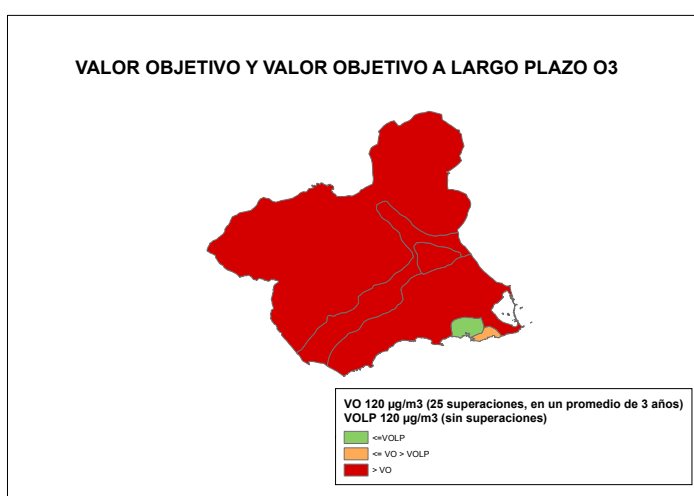 VALOR OBJETIVO Y VALOR OBJETIVO A LARGO PLAZO O3
VO 120 µg/m3 (25 superaciones, en un promedio de 3 años)
VOLP 120 µg/m3 (sin superaciones)
<=VOLP
<= VO > VOLP
> VO